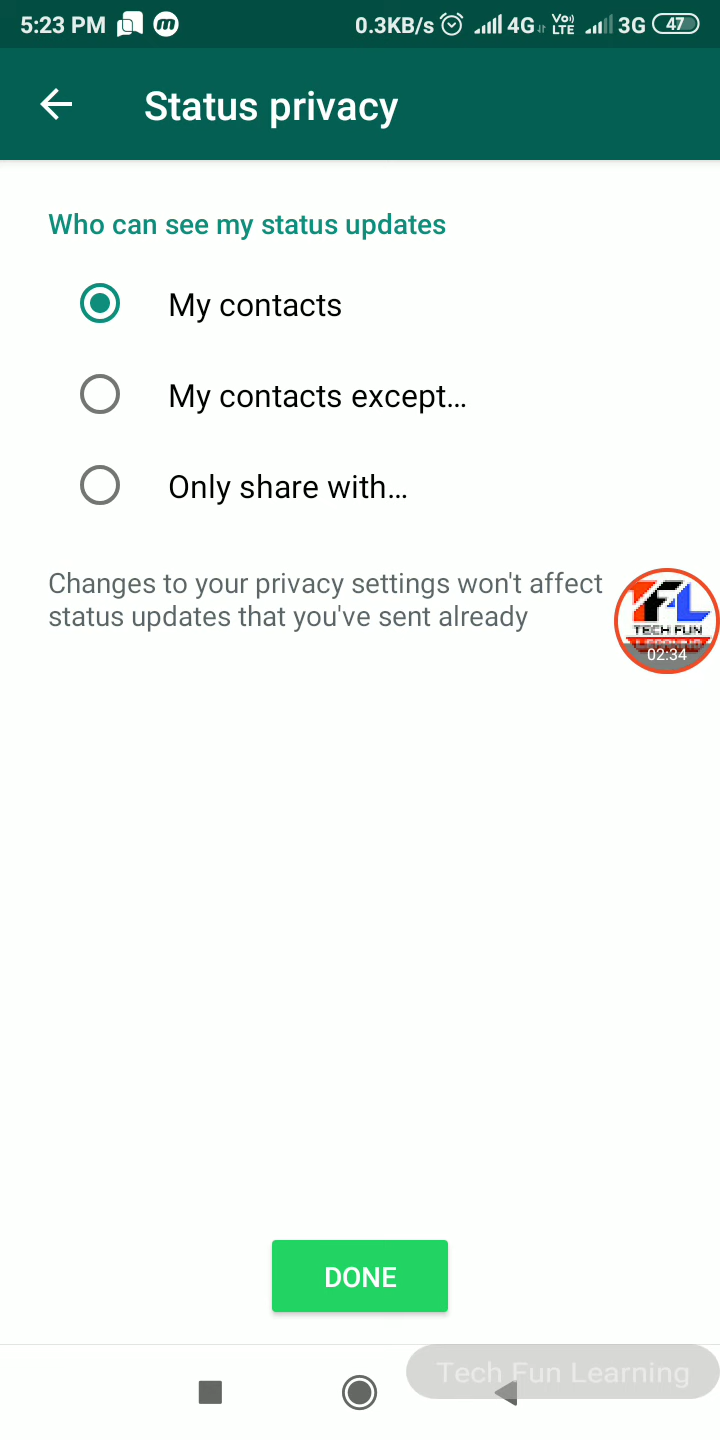 5:23 PM
0.3KB/s 4G Vo) LTE 3G 47
Status privacy
Who can see my status updates
My contacts
My contacts except...
Only share with...
Changes to your privacy settings won't affect
status updates that you've sent already
TFL
TECH FUN
LEARNING
02:34
DONE
Tech Fun Learning